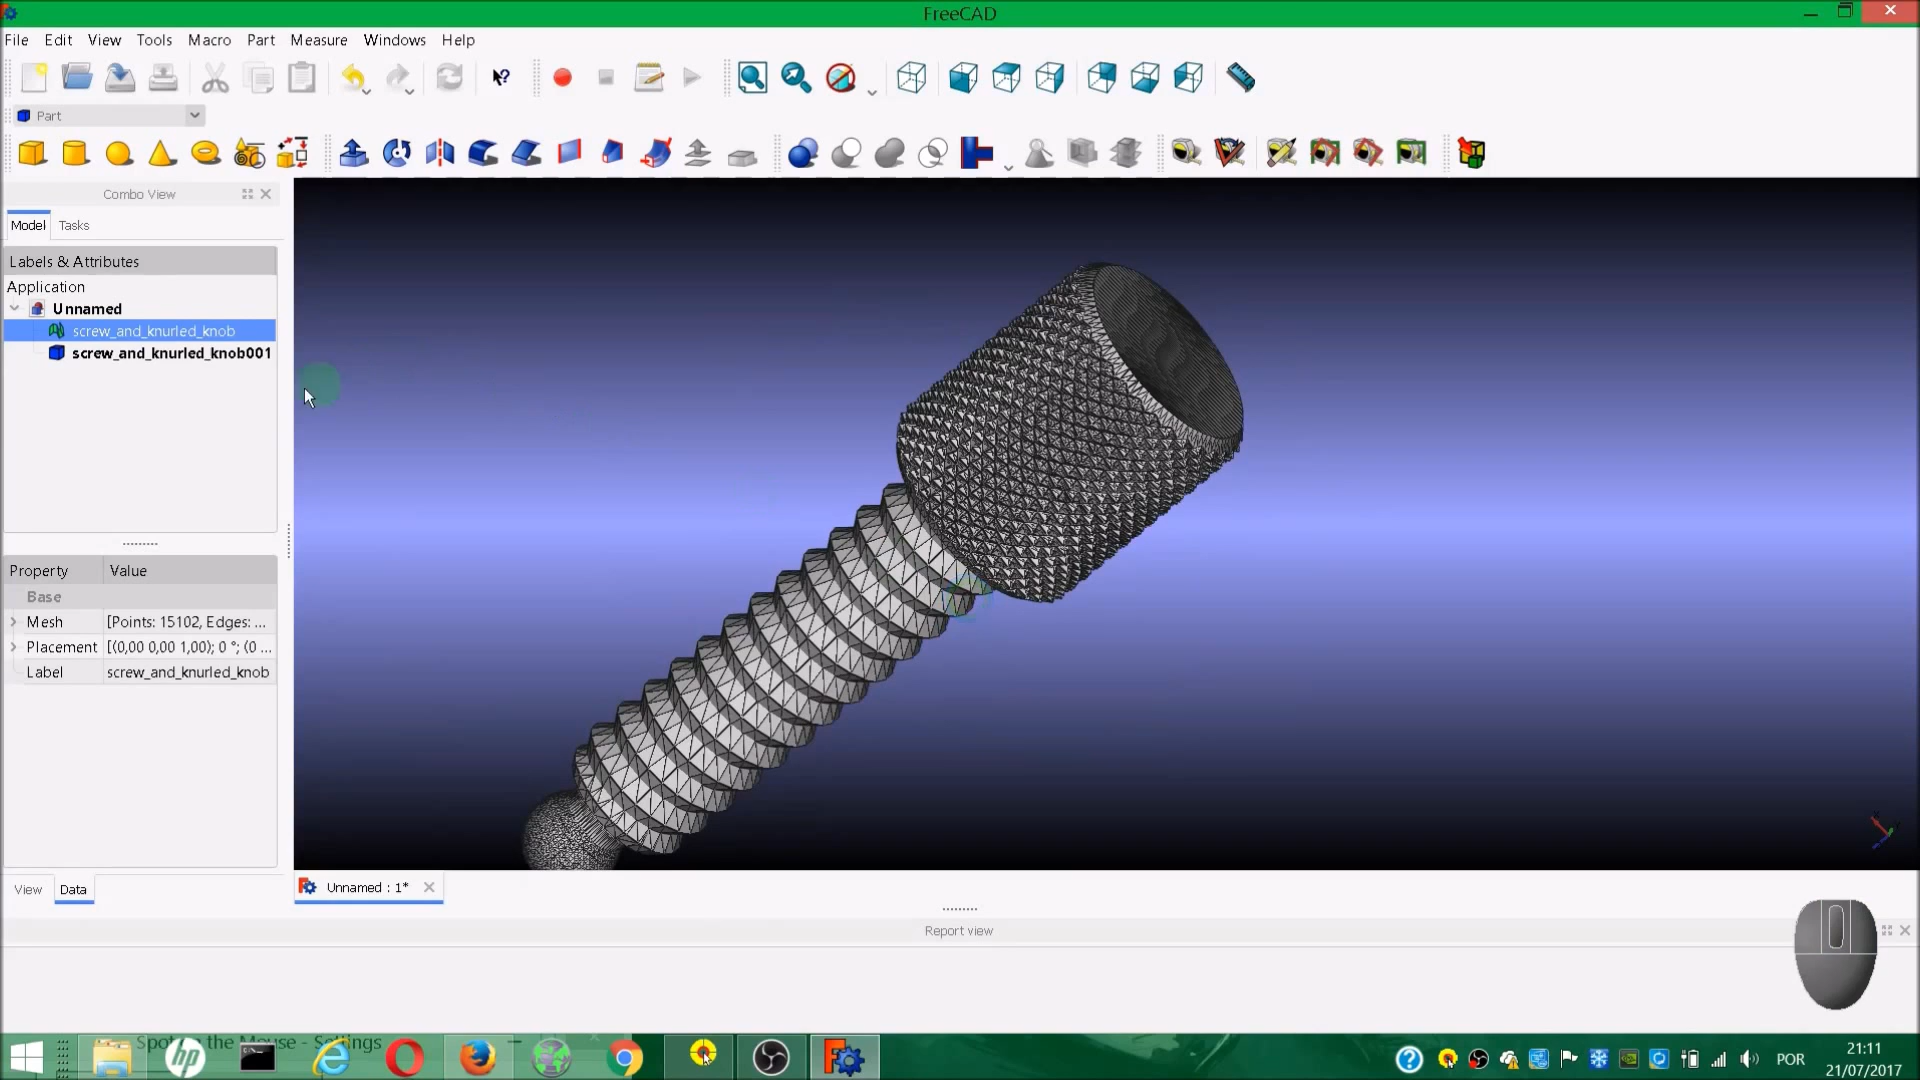 FreeCAD
File Edit View Tools Macro Part Measure Windows Help
Part
Combo View
Model Tasks
Labels & Attributes
Application
Unnamed
screw_and_knurled_knob
screw_and_knurled_knob001
Property Value
Base
Mesh [Points: 15102, Edges: ...
Placement [(0,00 0,00 1,00); 0 °; (0 ...
Label screw_and_knurled_knob
View Data
Unnamed : 1*
Report view
hp
POR
21:11
21/07/2017